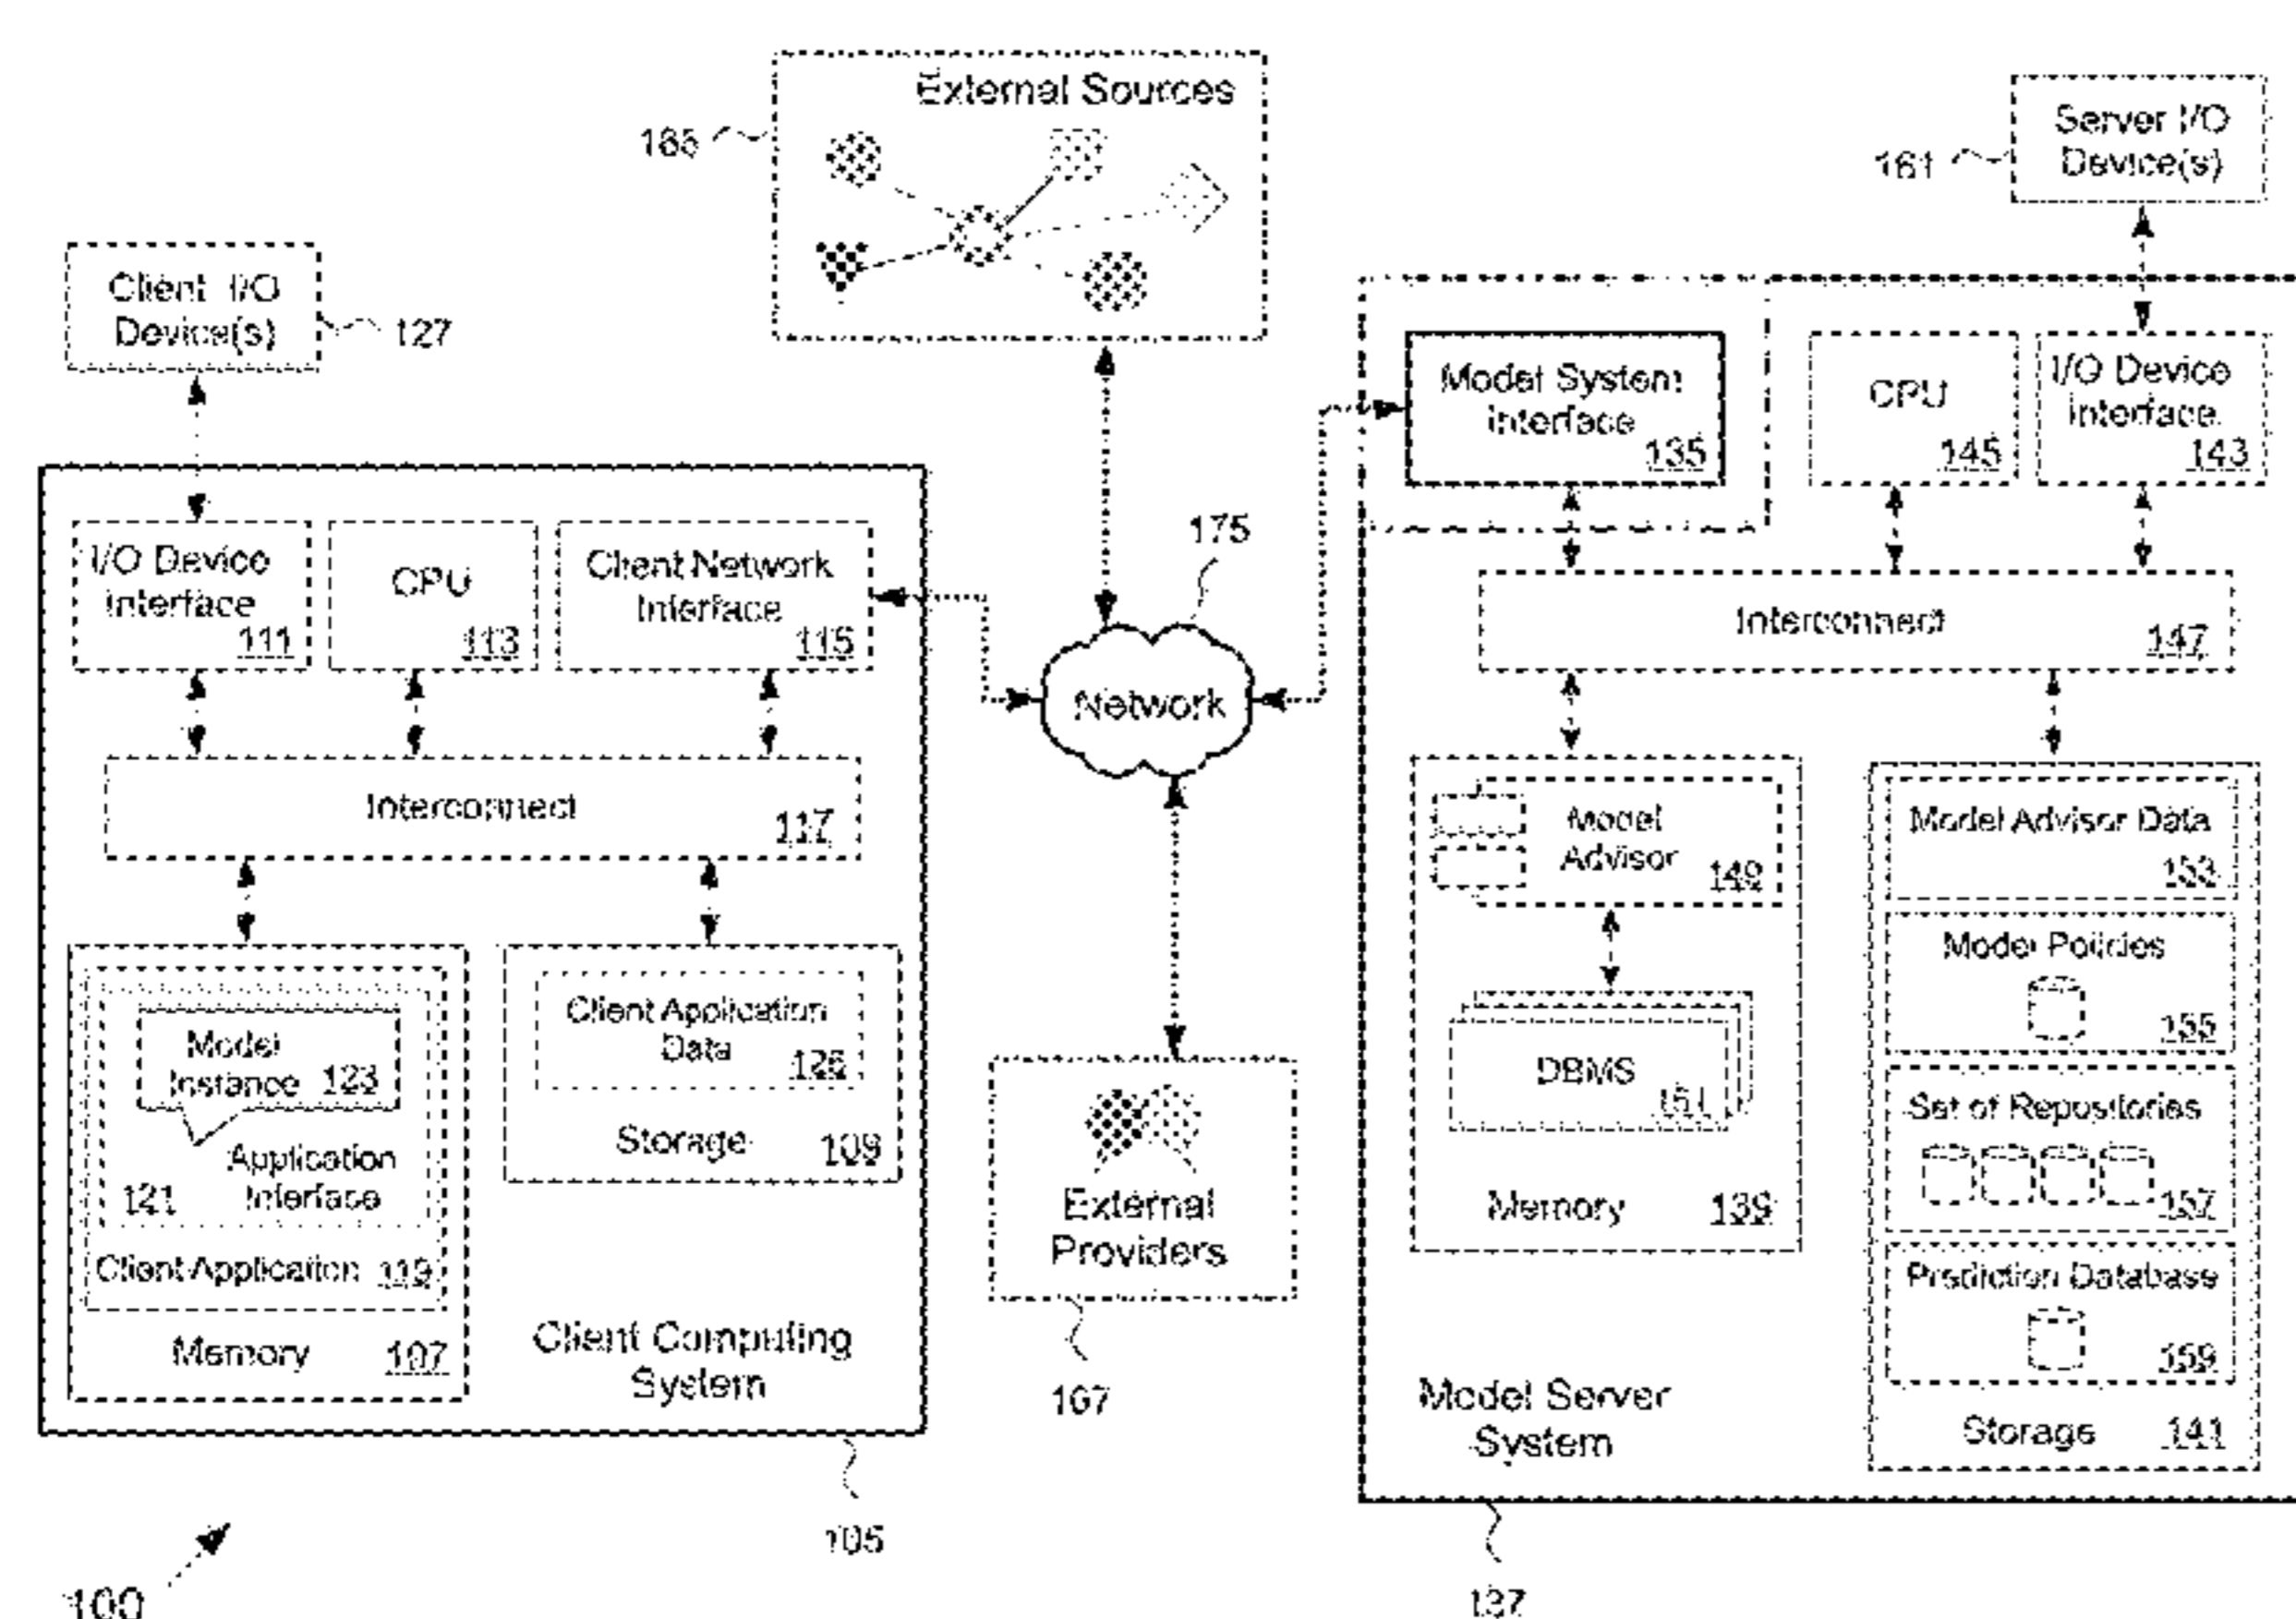 External Sources
165
Server I/O
Device(s)
161
Client I/O
Device(s)
127
Model System
Interface
135
CPU
145
I/O Device
Interface
143
175
I/O Device
Interface
111
CPU
113
Client Network
Interface
115
Interconnect
147
Network
Interconnect
117
Model
Advisor
149
Model Advisor Data
153
Model Policies
155
Client Application
Data
125
Storage
109
Model
Instance 123
Application
Interface
121
Client Application 119
Memory 107
Client Computing
System
DBMS
151
Memory 139
Set of Repositories
157
Prediction Database
159
Storage 141
External
Providers
167
Model Server
System
105
100
137